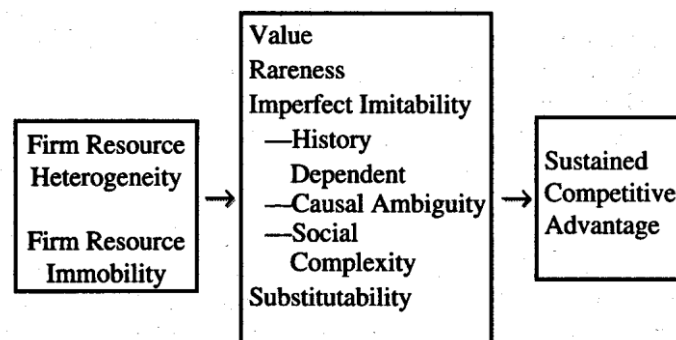 Firm Resource
Heterogeneity
Firm Resource
Immobility
Value
Rareness
Imperfect Imitability
—History
Dependent
—Causal Ambiguity
—Social
Complexity
Substitutability
Sustained
Competitive
Advantage